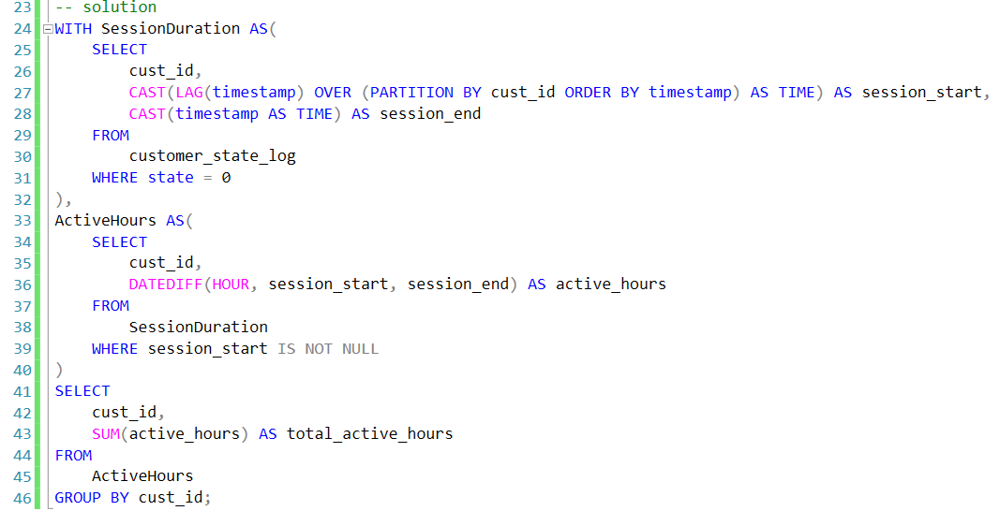 23 -- solution
24 WITH SessionDuration AS(
25     SELECT
26         cust_id,
27         CAST(LAG(timestamp) OVER (PARTITION BY cust_id ORDER BY timestamp) AS TIME) AS session_start,
28         CAST(timestamp AS TIME) AS session_end
29     FROM
30         customer_state_log
31     WHERE state = 0
32 ),
33 ActiveHours AS(
34     SELECT
35         cust_id,
36         DATEDIFF(HOUR, session_start, session_end) AS active_hours
37     FROM
38         SessionDuration
39     WHERE session_start IS NOT NULL
40 )
41 SELECT
42     cust_id,
43     SUM(active_hours) AS total_active_hours
44 FROM
45     ActiveHours
46 GROUP BY cust_id;